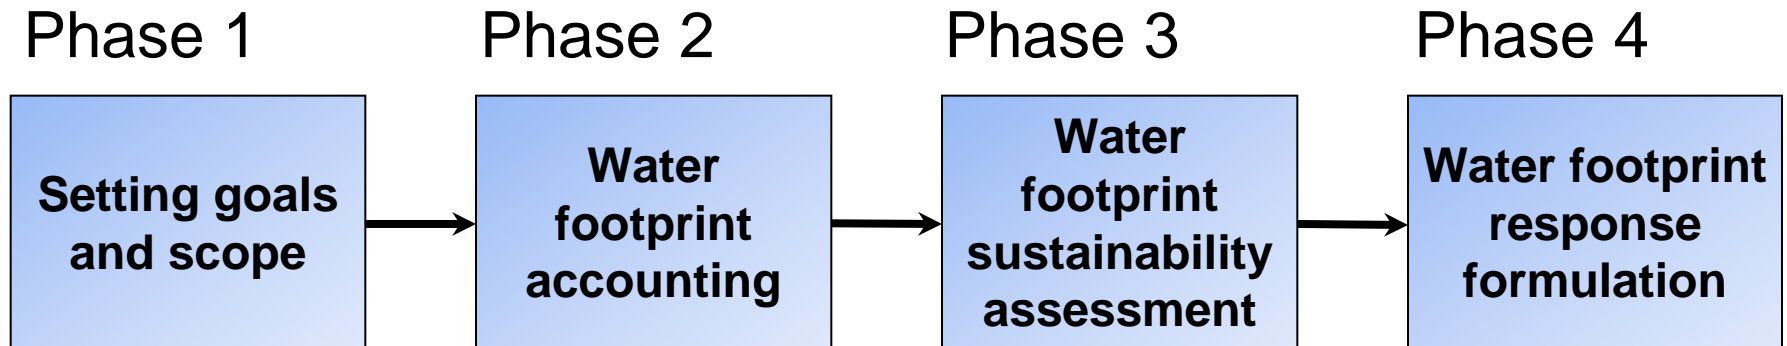 Phase 1
Phase 2
Phase 3
Phase 4
Setting goals
and scope
Water
footprint
accounting
Water
footprint
sustainability
assessment
Water footprint
response
formulation